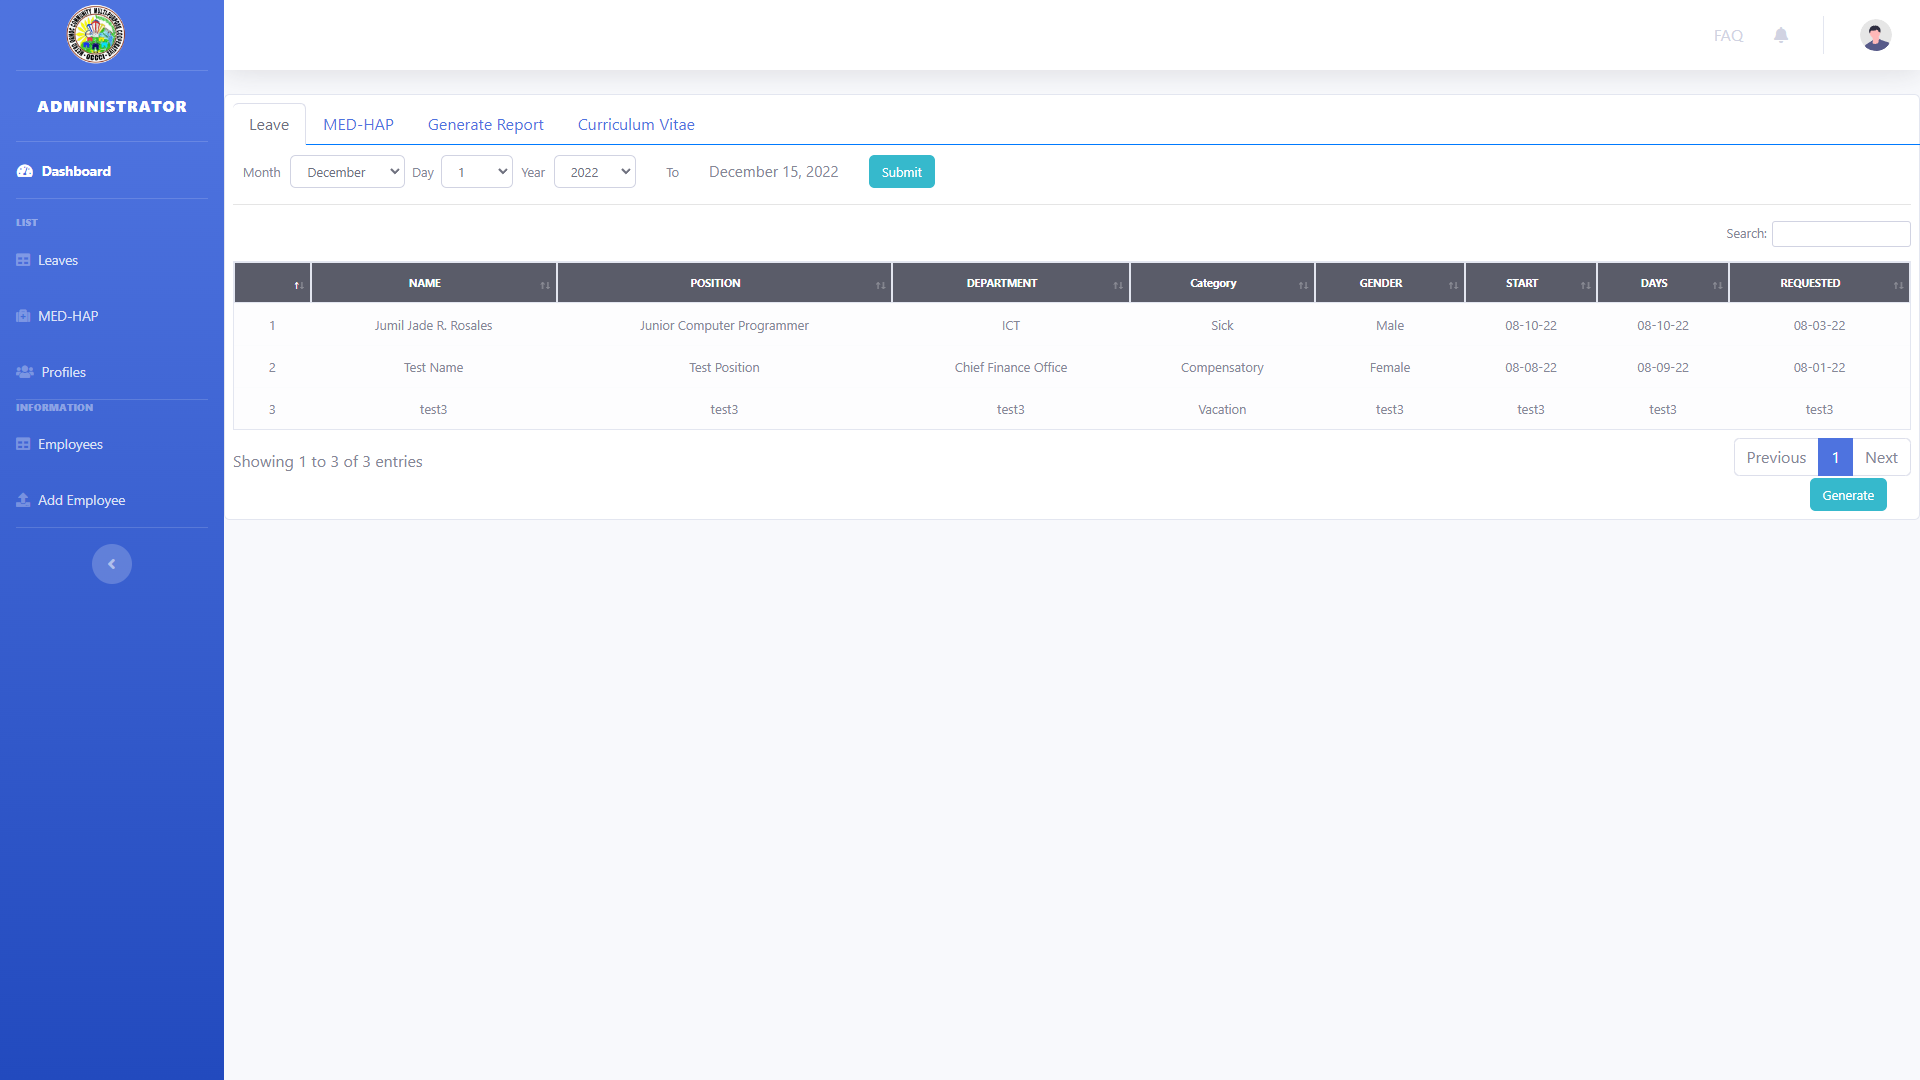 FAQ
ADMINISTRATOR
Dashboard
LIST
Leaves
MED-HAP
Profiles
INFORMATION
Employees
Add Employee
Leave MED-HAP Generate Report Curriculum Vitae
Month December Day 1 Year 2022 To December 15, 2022 Submit
Search:
NAME POSITION DEPARTMENT Category GENDER START DAYS REQUESTED
1 Jumil Jade R. Rosales Junior Computer Programmer ICT Sick Male 08-10-22 08-10-22 08-03-22
2 Test Name Test Position Chief Finance Office Compensatory Female 08-08-22 08-09-22 08-01-22
3 test3 test3 test3 Vacation test3 test3 test3 test3
Showing 1 to 3 of 3 entries
Previous 1 Next
Generate